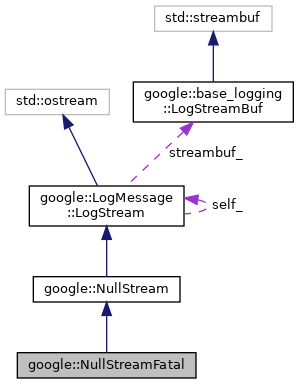 std::streambuf
std::ostream
google::base_logging
::LogStreamBuf
streambuf_
google::LogMessage
::LogStream
self_
google::NullStream
google::NullStreamFatal